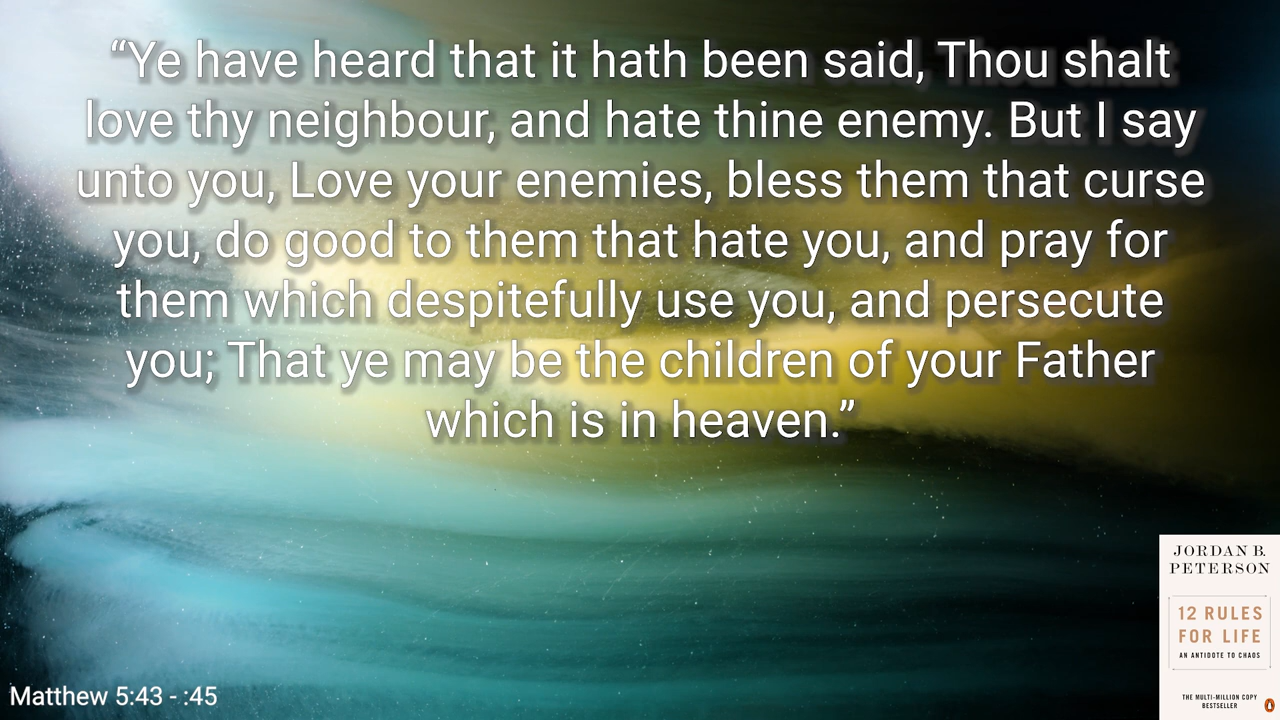 “Ye have heard that it hath been said, Thou shalt
love thy neighbour, and hate thine enemy. But I say
unto you, Love your enemies, bless them that curse
you, do good to them that hate you, and pray for
them which despitefully use you, and persecute
you; That ye may be the children of your Father
which is in heaven.”
JORDAN B.
PETERSON
12 RULES
FOR LIFE
AN ANTIDOTE TO CHAOS
THE MULTI-MILLION COPY
BESTSELLER
Matthew 5:43 - :45